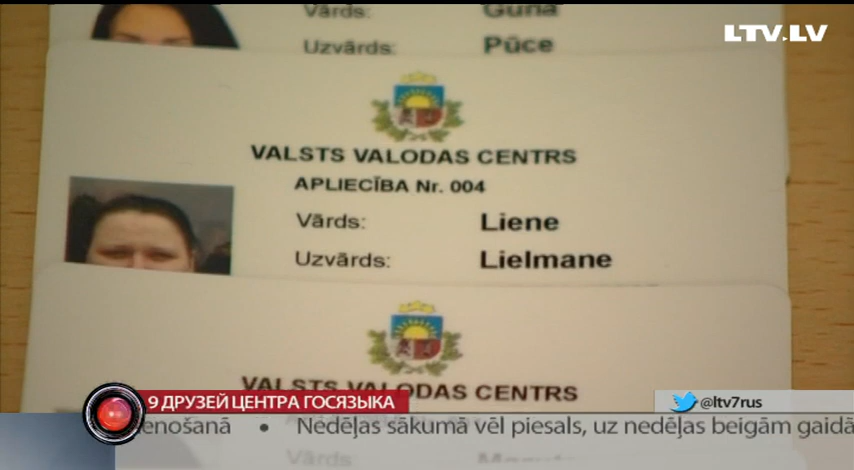 Vārds: Guna
LTV.LV
Uzvārds: Pūce
VALSTS VALODAS CENTRS
APLIECĪBA Nr. 004
Vārds: Liene
Uzvārds: Lielmane
VALSTS VALODAS CENTRS
9 ДРУЗЕЙ ЦЕНТРА ГОСЯЗЫКА
@ltv7rus
enošanā • Nedēļas sākumā vēl piesals, uz nedēļas beigām gaidā